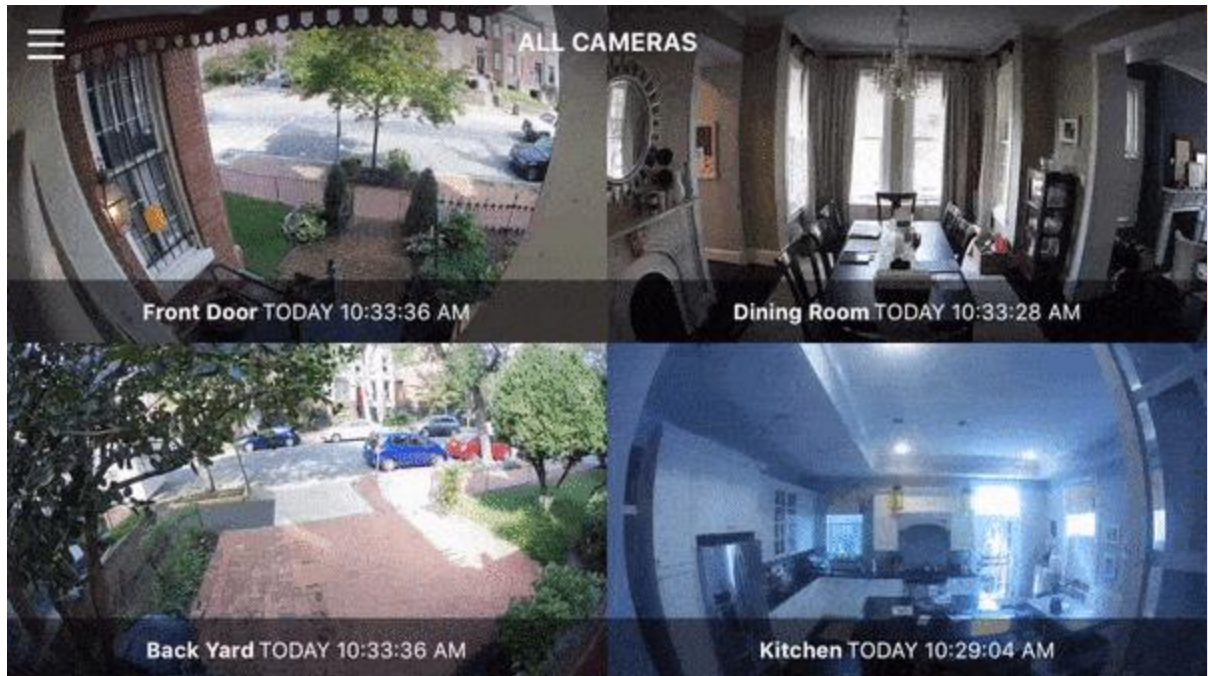 ALL CAMERAS
Front Door TODAY 10:33:36 AM
Dining Room TODAY 10:33:28 AM
Back Yard TODAY 10:33:36 AM
Kitchen TODAY 10:29:04 AM